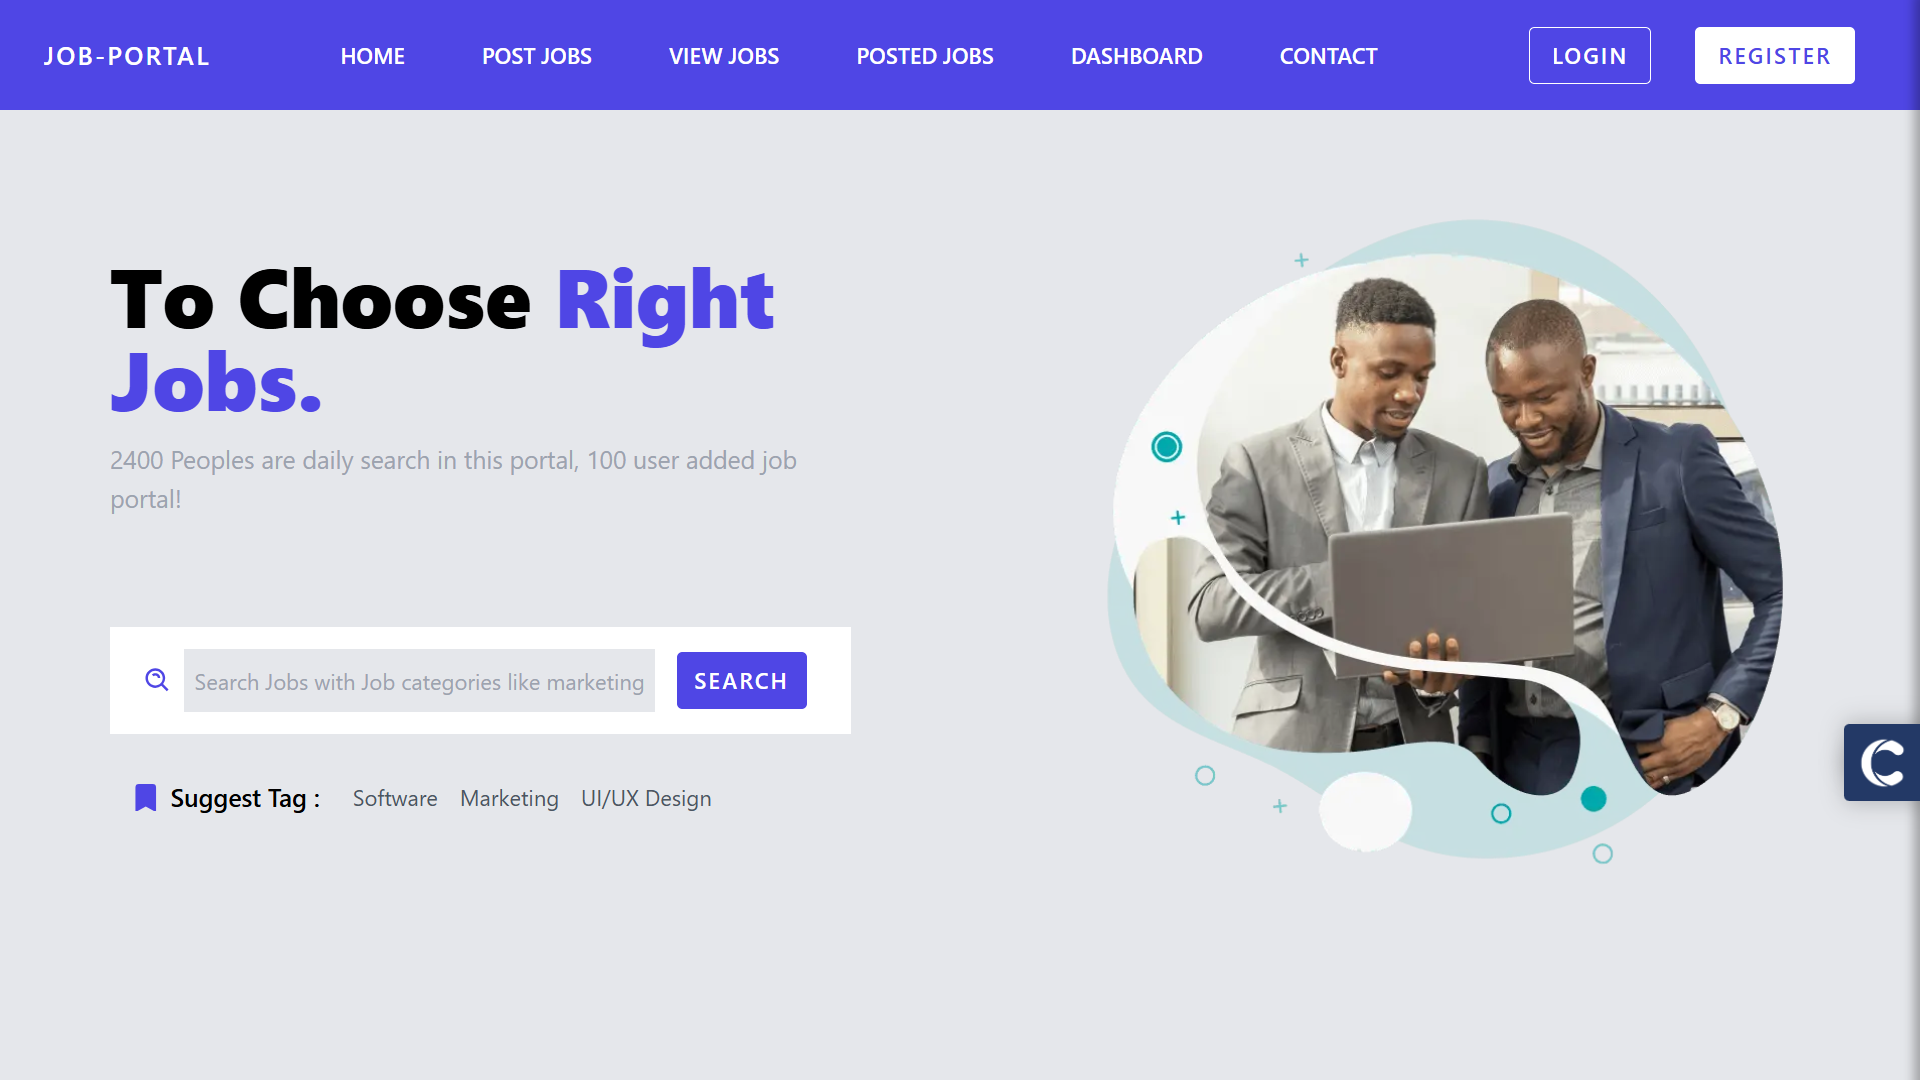 JOB-PORTAL
HOME
POST JOBS
VIEW JOBS
POSTED JOBS
DASHBOARD
CONTACT
LOGIN
REGISTER
To Choose Right
Jobs.
2400 Peoples are daily search in this portal, 100 user added job
portal!
Search Jobs with Job categories like marketing
SEARCH
Suggest Tag :
Software
Marketing
UI/UX Design